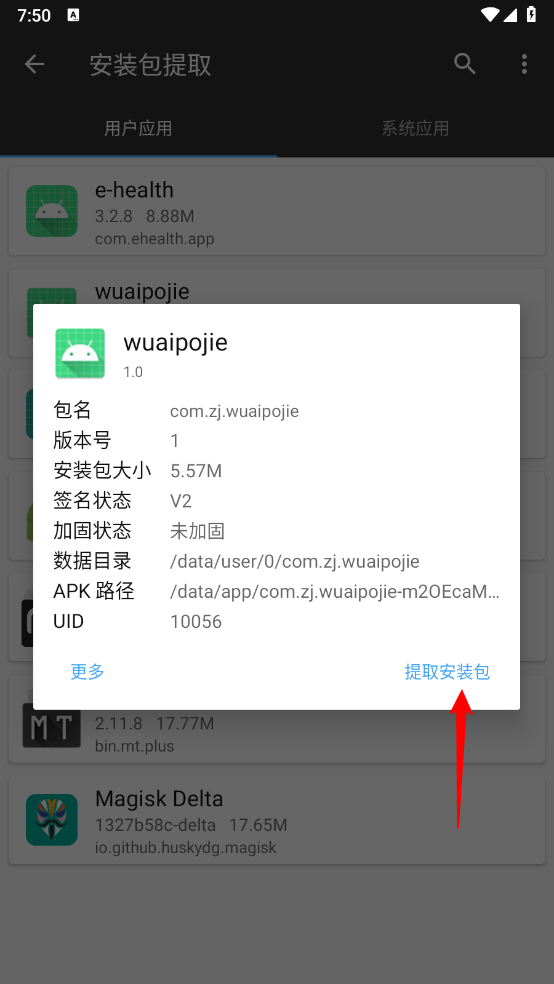 7:50
A
安装包提取
用户应用
系统应用
e-health
3.2.8 8.88M
com.ehealth.app
wuaipojie
wuaipojie
1.0
包名 com.zj.wuaipojie
版本号 1
安装包大小 5.57M
签名状态 V2
加固状态 未加固
数据目录 /data/user/0/com.zj.wuaipojie
APK 路径 /data/app/com.zj.wuaipojie-m2OEcaM...
UID 10056
更多
提取安装包
MT
2.11.8 17.77M
bin.mt.plus
Magisk Delta
1327b58c-delta 17.65M
io.github.huskydg.magisk